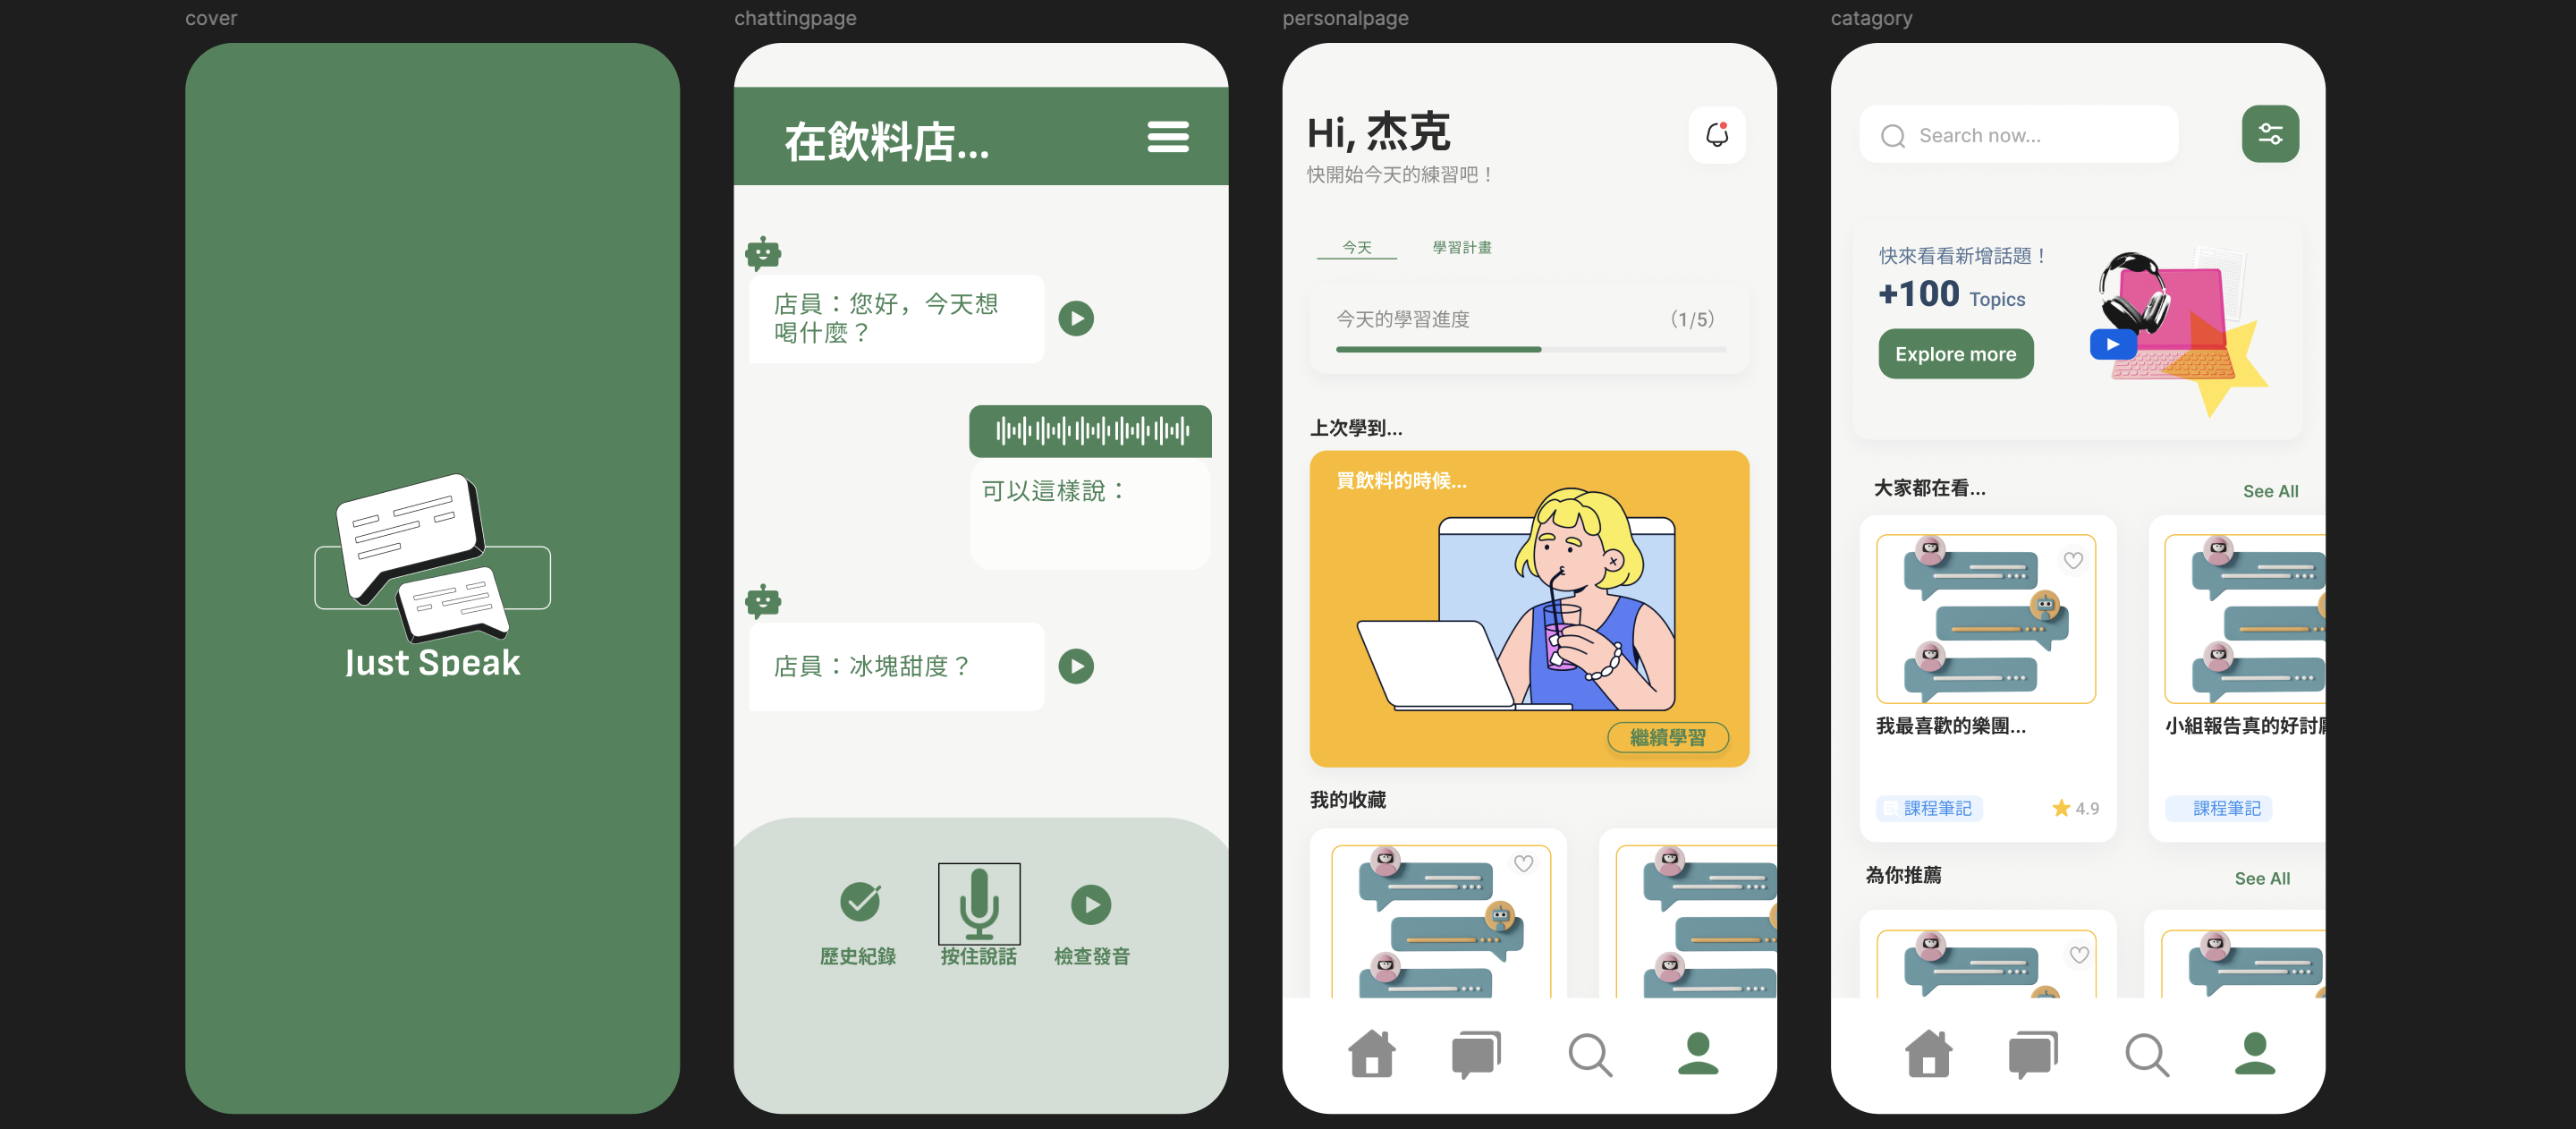 cover
Just Speak
chattingpage
在飲料店...
店員：您好，今天想
喝什麼？
可以這樣說：
店員：冰塊甜度？
歷史紀錄
按住說話
檢查發音
personalpage
Hi, 杰克
快開始今天的練習吧！
今天
學習計畫
今天的學習進度
（1/5）
上次學到...
買飲料的時候...
繼續學習
我的收藏
catagory
Search now...
快來看看新增話題！
+100 Topics
Explore more
大家都在看...
See All
我最喜歡的樂團...
小組報告真的好討
課程筆記
4.9
課程筆記
為你推薦
See All